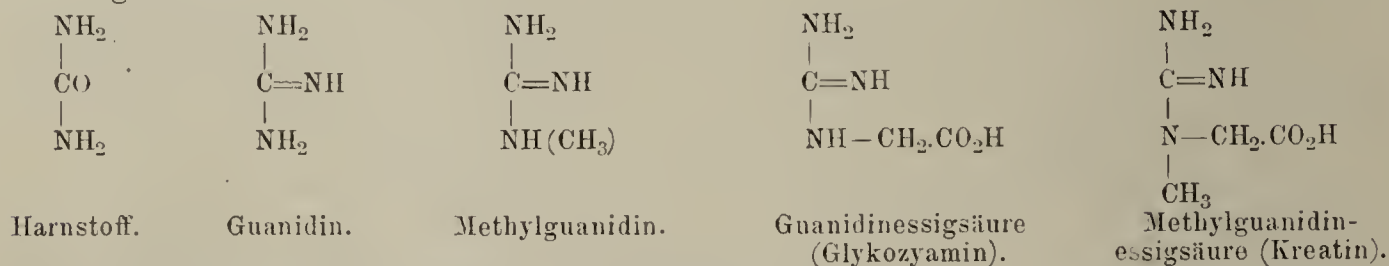 NH₂ NH₂ NH₂ NH₂ NH₂
CO C=NH C=NH C=NH C=NH
NH₂ NH₂ NH(CH₃) NH–CH₂.CO₂H N—CH₂.CO₂H
CH₃
Harnstoff. Guanidin. Methylguanidin. Guanidinessigsäure Methylguanidin-
(Glykozyamin). essigsäure (Kreatin).